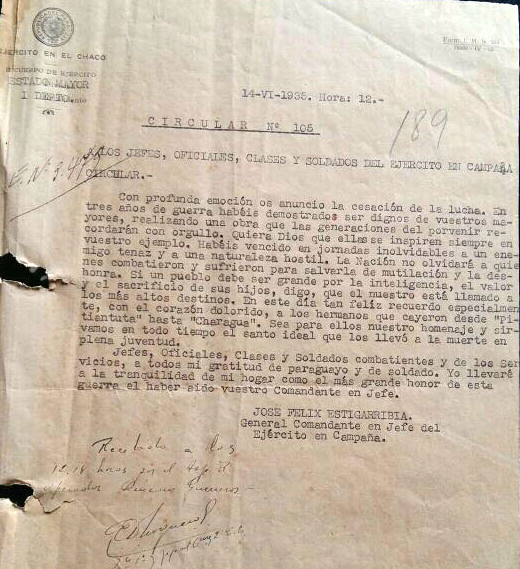 EJERCITO EN EL CHACO
CUERPO DE EJERCITO
ESTADO MAYOR
I DEPTO.
14-VI-1935. Hora: 12.-
189
CIRCULAR Nº 105
A LOS JEFES, OFICIALES, CLASES Y SOLDADOS DEL EJERCITO EN CAMPAÑA
CIRCULAR.-
Con profunda emoción os anuncio la cesación de la lucha. En
tres años de guerra habéis demostrados ser dignos de vuestros ma-
yores, realizando una obra que las generaciones del porvenir re-
cordarán con orgullo. Quiera Dios que ellas se inspiren siempre en
vuestro ejemplo. Habéis vencido en jornadas inolvidables a un ene-
migo tenaz y a una naturaleza hostil. La Nación no olvidará a quie-
nes combatieron y sufrieron para salvarla de mutilación y la des-
honra. Si un pueblo debe ser grande por la inteligencia, el valor
y el sacrificio de sus hijos, digo, que el nuestro está llamado a
los más altos destinos. En este día tan feliz recuerdo especialmen-
te, con el corazón dolorido, a los hermanos que cayeron desde "Pi-
tiantuta" hasta "Charagua". Sea para ellos nuestro homenaje y sir-
vamos en todo tiempo el santo ideal que los llevó a la muerte en
plena juventud.
Jefes, Oficiales, Clases y Soldados combatientes y de los Ser
vicios, a todos mi gratitud de paraguayo y de soldado. Yo llevaré
a la tranquilidad de mi hogar como el más grande honor de esta
guerra el haber sido vuestro Comandante en Jefe.
JOSE FELIX ESTIGARRIBIA.
General Comandante en Jefe del
Ejército en Campaña.
Recibida a las
12.18 horas por el